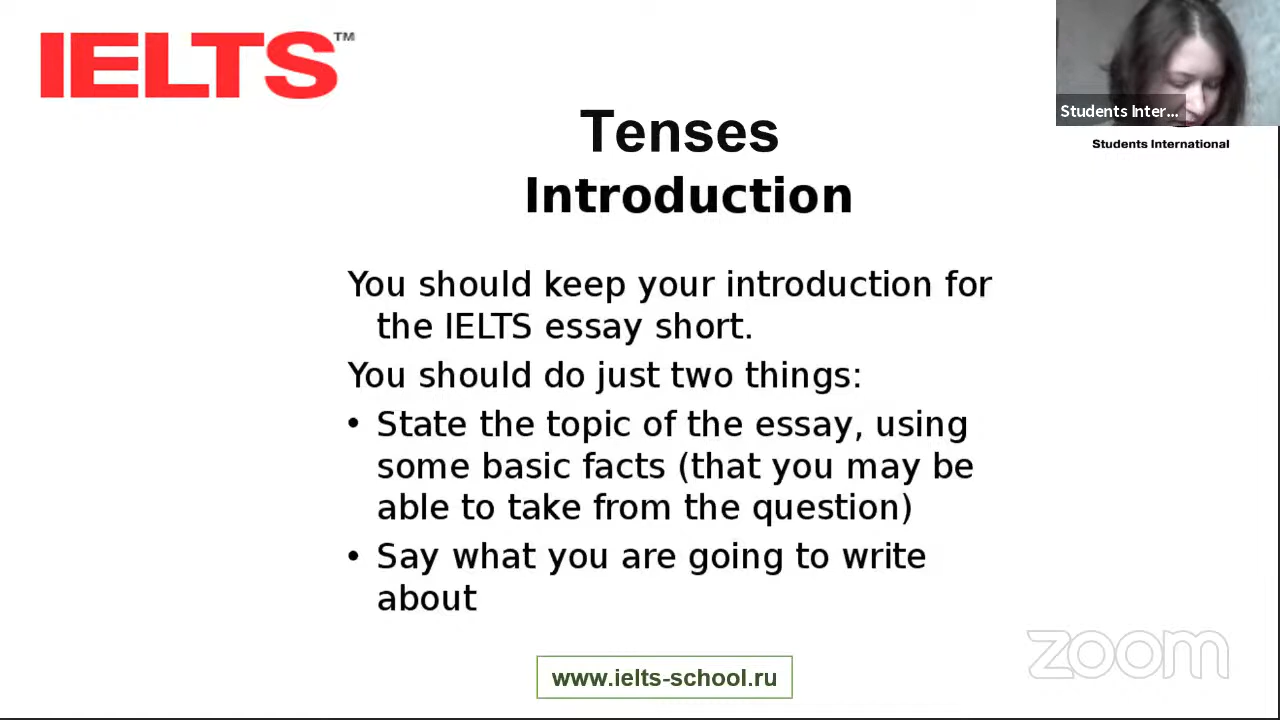 IELTS™
Students Inter...
Students International
Tenses
Introduction
You should keep your introduction for
the IELTS essay short.
You should do just two things:
• State the topic of the essay, using
some basic facts (that you may be
able to take from the question)
• Say what you are going to write
about
zoom
www.ielts-school.ru